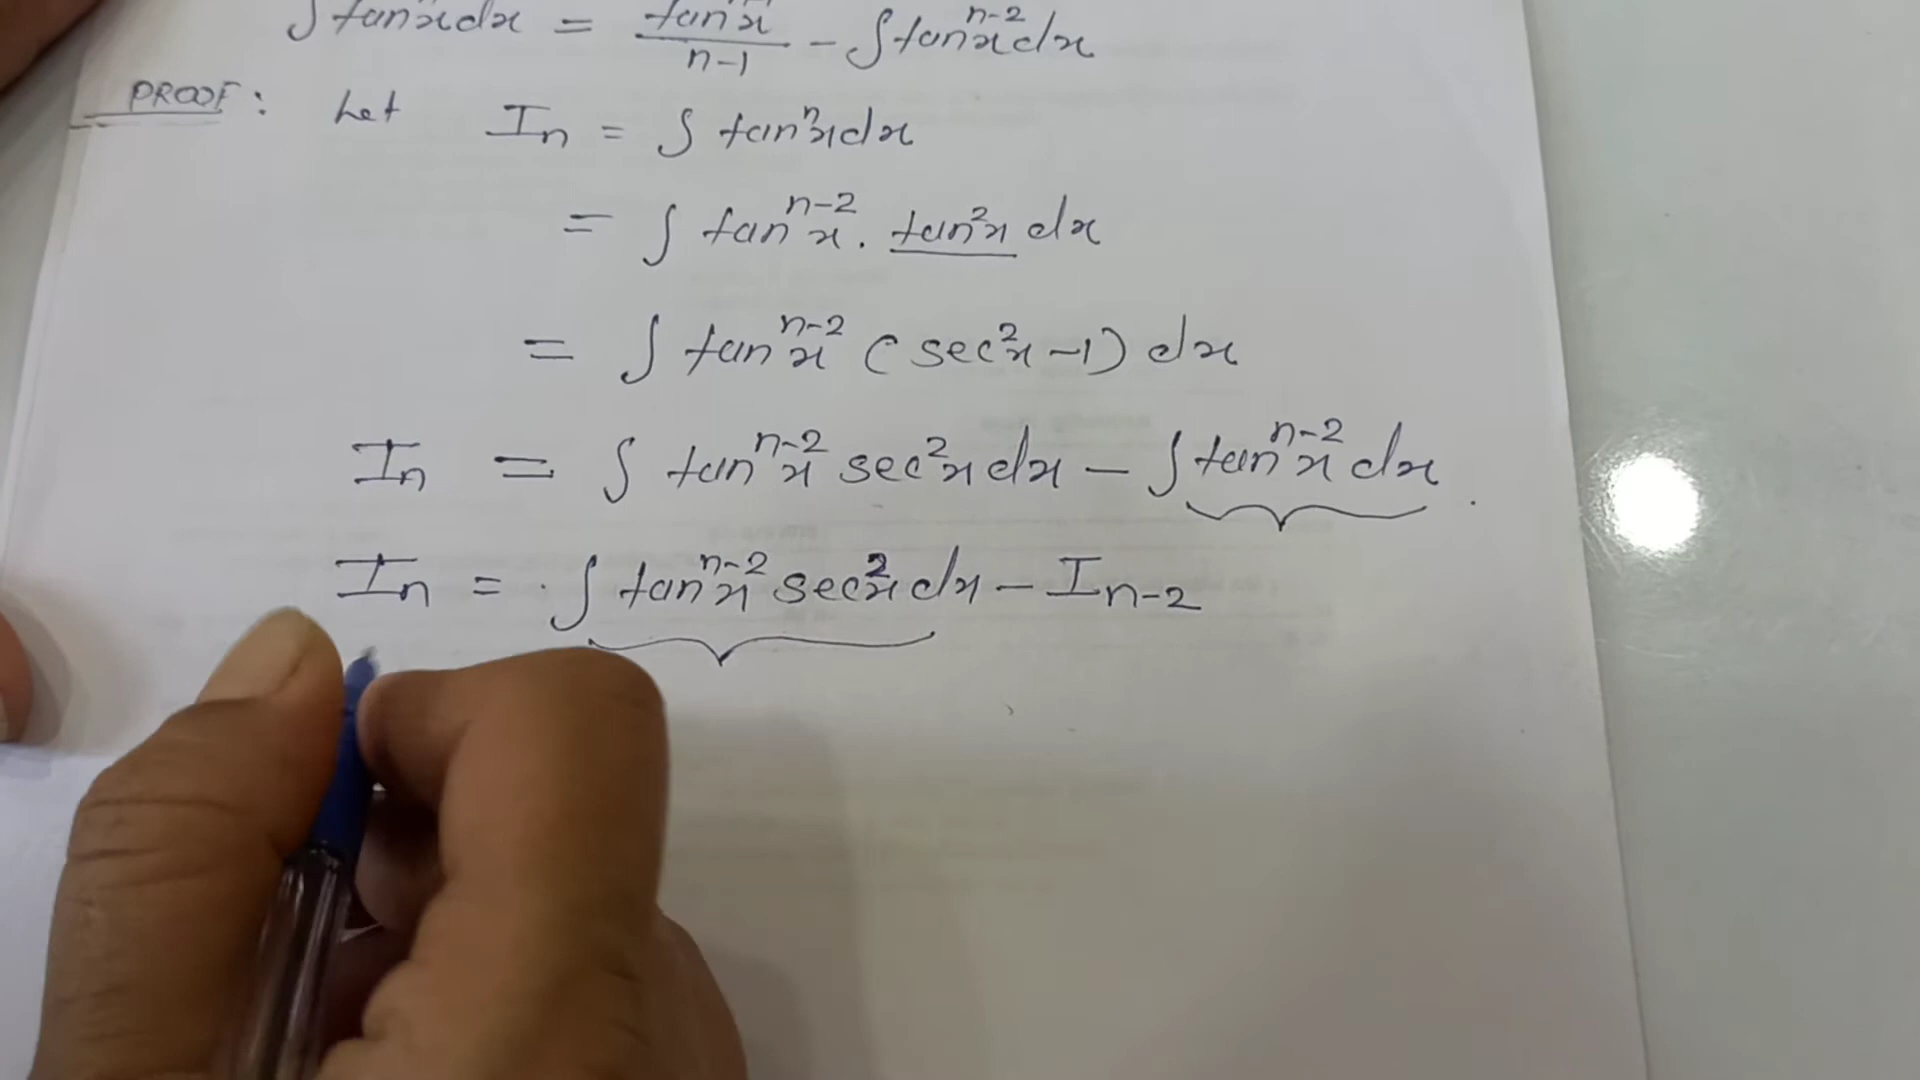 ∫tanⁿx dx = tanⁿ⁻¹x / n-1 - ∫tanⁿ⁻²x dx
PROOF: Let Iₙ = ∫ tanⁿx dx
= ∫ tanⁿ⁻²x . tan²x dx
= ∫ tanⁿ⁻²x (sec²x -1) dx
Iₙ = ∫ tanⁿ⁻²x sec²x dx - ∫tanⁿ⁻²x dx
Iₙ = ∫ tanⁿ⁻²x sec²x dx - Iₙ₋₂